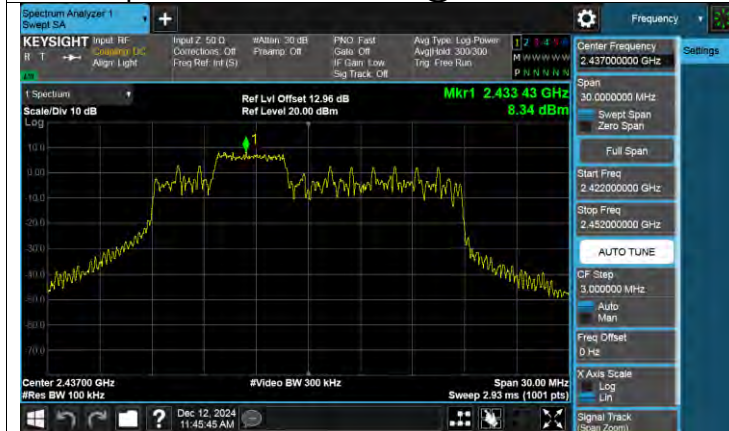 Spectrum Analyzer 1
Swept SA
+
Frequency
KEYSIGHT
R T
Input: RF
Coupling: DC
Align: Light
Input Z: 50 Ω
Corrections: Off
Freq Ref: Int (S)
#Atten: 30 dB
Preamp: Off
PNO: Fast
Gate: Off
IF Gain: Low
Sig Track: Off
Avg Type: Log-Power
Avg|Hold: 300/300
Trig: Free Run
1 2 3 4 5 6
M W W W W W
P N N N N N
Center Frequency
2.437000000 GHz
Settings
Span
30.0000000 MHz
Swept Span
Zero Span
Full Span
Start Freq
2.422000000 GHz
Stop Freq
2.452000000 GHz
AUTO TUNE
CF Step
3.000000 MHz
Auto
Man
Freq Offset
0 Hz
X Axis Scale
Log
Lin
Signal Track
(Span Zoom)
1 Spectrum
Scale/Div 10 dB
Ref Lvl Offset 12.96 dB
Ref Level 20.00 dBm
Mkr1 2.433 43 GHz
8.34 dBm
Log
1
10.0
0.00
-10.0
-20.0
-30.0
-40.0
-50.0
-60.0
-70.0
Center 2.43700 GHz
#Res BW 100 kHz
#Video BW 300 kHz
Span 30.00 MHz
Sweep 2.93 ms (1001 pts)
?
Dec 12, 2024
11:45:45 AM